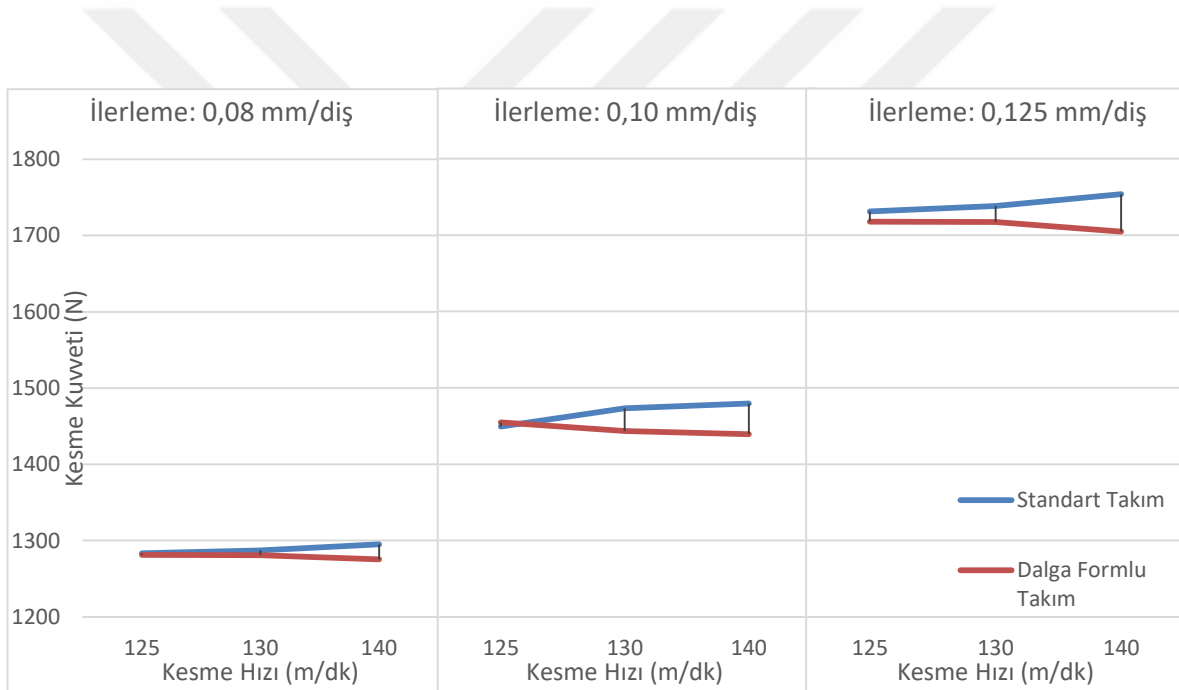 İlerleme: 0,08 mm/diş
İlerleme: 0,10 mm/diş
İlerleme: 0,125 mm/diş
Kesme Kuvveti (N)
1800
1700
1600
1500
1400
1300
1200
Standart Takım
Dalga Formlu
Takım
125 130 140
Kesme Hızı (m/dk)
125 130 140
Kesme Hızı (m/dk)
125 130 140
Kesme Hızı (m/dk)